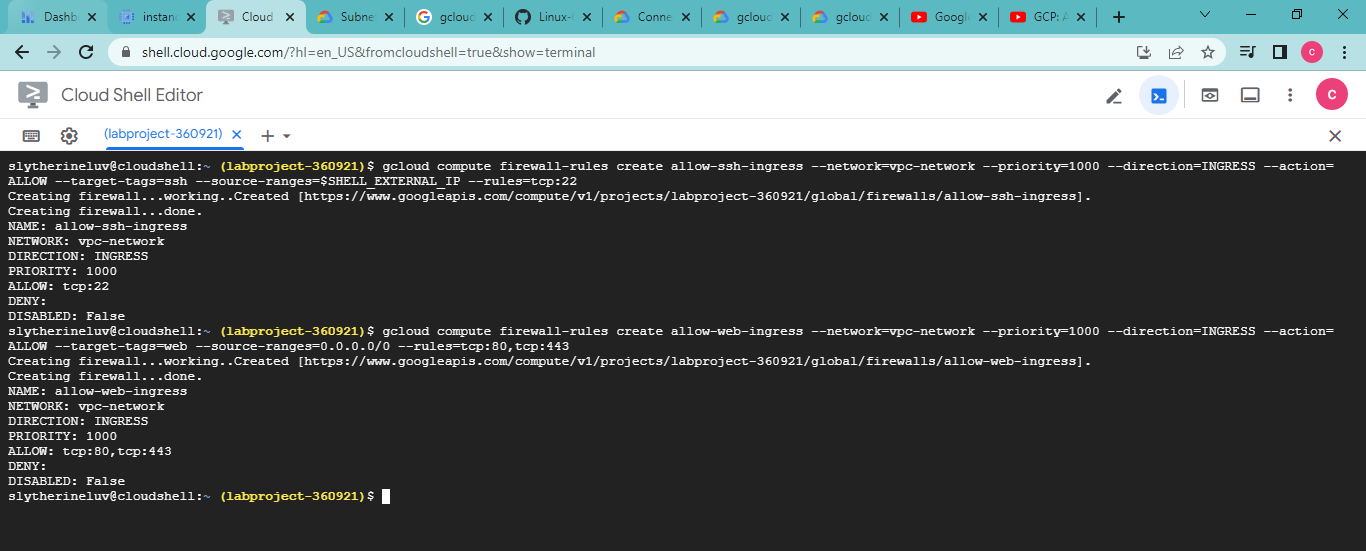 Dashb
instan
Cloud
Subne
gcloud
Linux-
Conne
gcloud
gcloud
Googl
GCP: A
shell.cloud.google.com/?hl=en_US&fromcloudshell=true&show=terminal
C
Cloud Shell Editor
C
(labproject-360921)
slytherineluv@cloudshell:~ (labproject-360921)$ gcloud compute firewall-rules create allow-ssh-ingress --network=vpc-network --priority=1000 --direction=INGRESS --action=
ALLOW --target-tags=ssh --source-ranges=$SHELL_EXTERNAL_IP --rules=tcp:22
Creating firewall...working..Created [https://www.googleapis.com/compute/v1/projects/labproject-360921/global/firewalls/allow-ssh-ingress].
Creating firewall...done.
NAME: allow-ssh-ingress
NETWORK: vpc-network
DIRECTION: INGRESS
PRIORITY: 1000
ALLOW: tcp:22
DENY:
DISABLED: False
slytherineluv@cloudshell:~ (labproject-360921)$ gcloud compute firewall-rules create allow-web-ingress --network=vpc-network --priority=1000 --direction=INGRESS --action=
ALLOW --target-tags=web --source-ranges=0.0.0.0/0 --rules=tcp:80,tcp:443
Creating firewall...working..Created [https://www.googleapis.com/compute/v1/projects/labproject-360921/global/firewalls/allow-web-ingress].
Creating firewall...done.
NAME: allow-web-ingress
NETWORK: vpc-network
DIRECTION: INGRESS
PRIORITY: 1000
ALLOW: tcp:80,tcp:443
DENY:
DISABLED: False
slytherineluv@cloudshell:~ (labproject-360921)$